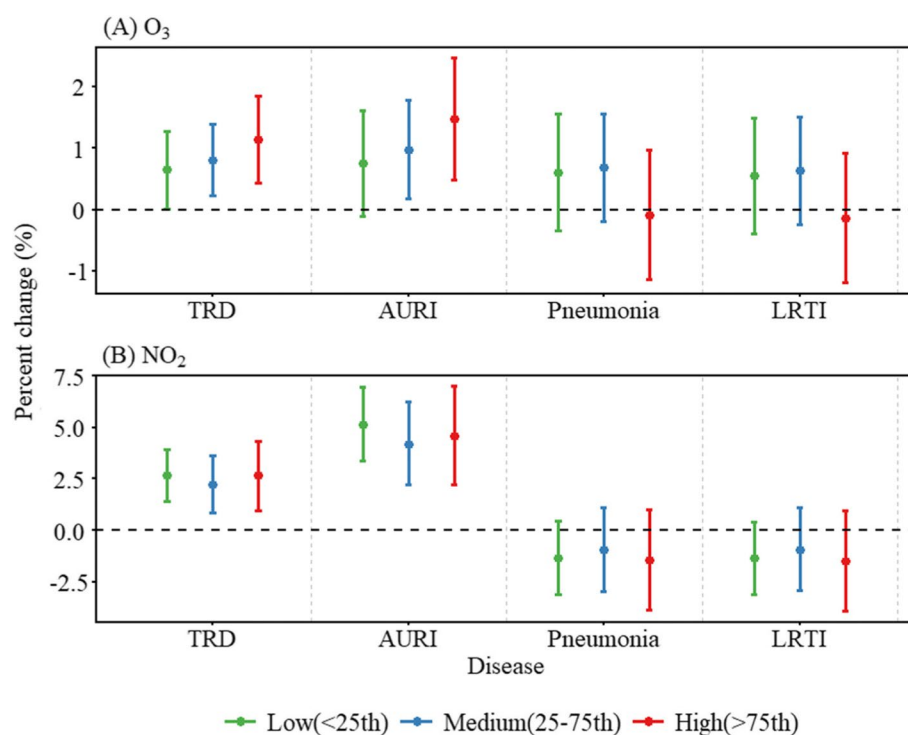 (A) O₃
2
1
0
-1
TRD AURI Pneumonia LRTI
(B) NO₂
7.5
5.0
2.5
0.0
-2.5
TRD AURI Pneumonia LRTI
Percent change (%)
Disease
Low(<25th) Medium(25-75th) High(>75th)